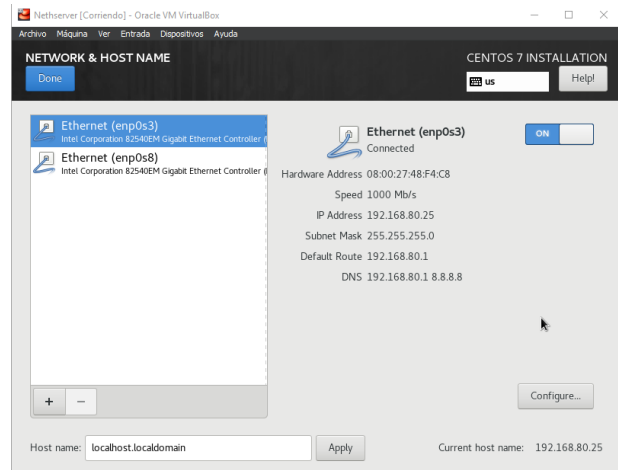 Nethserver [Corriendo] - Oracle VM VirtualBox
Archivo Máquina Ver Entrada Dispositivos Ayuda
NETWORK & HOST NAME
CENTOS 7 INSTALLATION
Done
us
Help!
Ethernet (enp0s3)
Intel Corporation 82540EM Gigabit Ethernet Controller (
Ethernet (enp0s8)
Intel Corporation 82540EM Gigabit Ethernet Controller (
Ethernet (enp0s3)
Connected
ON
Hardware Address 08:00:27:48:F4:C8
Speed 1000 Mb/s
IP Address 192.168.80.25
Subnet Mask 255.255.255.0
Default Route 192.168.80.1
DNS 192.168.80.1 8.8.8.8
+ −
Configure...
Host name: localhost.localdomain Apply Current host name: 192.168.80.25